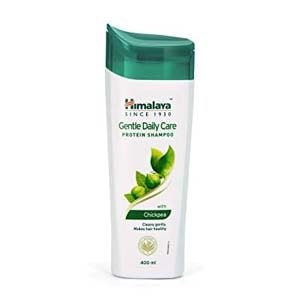 Himalaya
SINCE 1930
Gentle Daily Care
PROTEIN SHAMPOO
with
Chickpea
Cleans gently
Makes hair healthy
400 ml